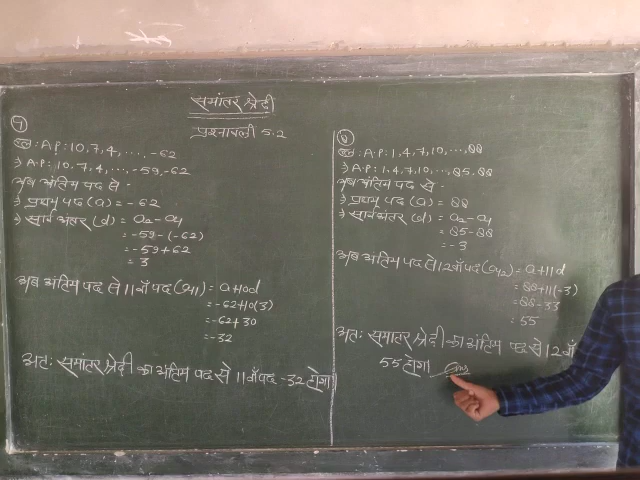 समांतर श्रेढ़ी
प्रश्नावली 5.2
7
हल: A.P: 10, 7, 4, ..., -62
⇒ A.P: 10, 7, 4, ..., -59, -62
अब अंतिम पद से -
⇒ प्रथम पद (a) = -62
⇒ सार्व अंतर (d) = a₂ - a₁
= -59 - (-62)
= -59 + 62
= 3
अब अंतिम पद से 11वाँ पद (a₁₁) = a + 10d
= -62 + 10(3)
= -62 + 30
= -32
अतः समांतर श्रेढ़ी का अंतिम पद से 11वाँ पद -32 होगा।
8
हल: A.P: 1, 4, 7, 10, ..., 88
⇒ A.P: 1, 4, 7, 10, ..., 85, 88
अब अंतिम पद से -
⇒ प्रथम पद (a) = 88
⇒ सार्व अंतर (d) = a₂ - a₁
= 85 - 88
= -3
अब अंतिम पद से 12वाँ पद (a₁₂) = a + 11d
= 88 + 11(-3)
= 88 - 33
= 55
अतः समांतर श्रेढ़ी का अंतिम पद से 12वाँ
55 होगा। Ans